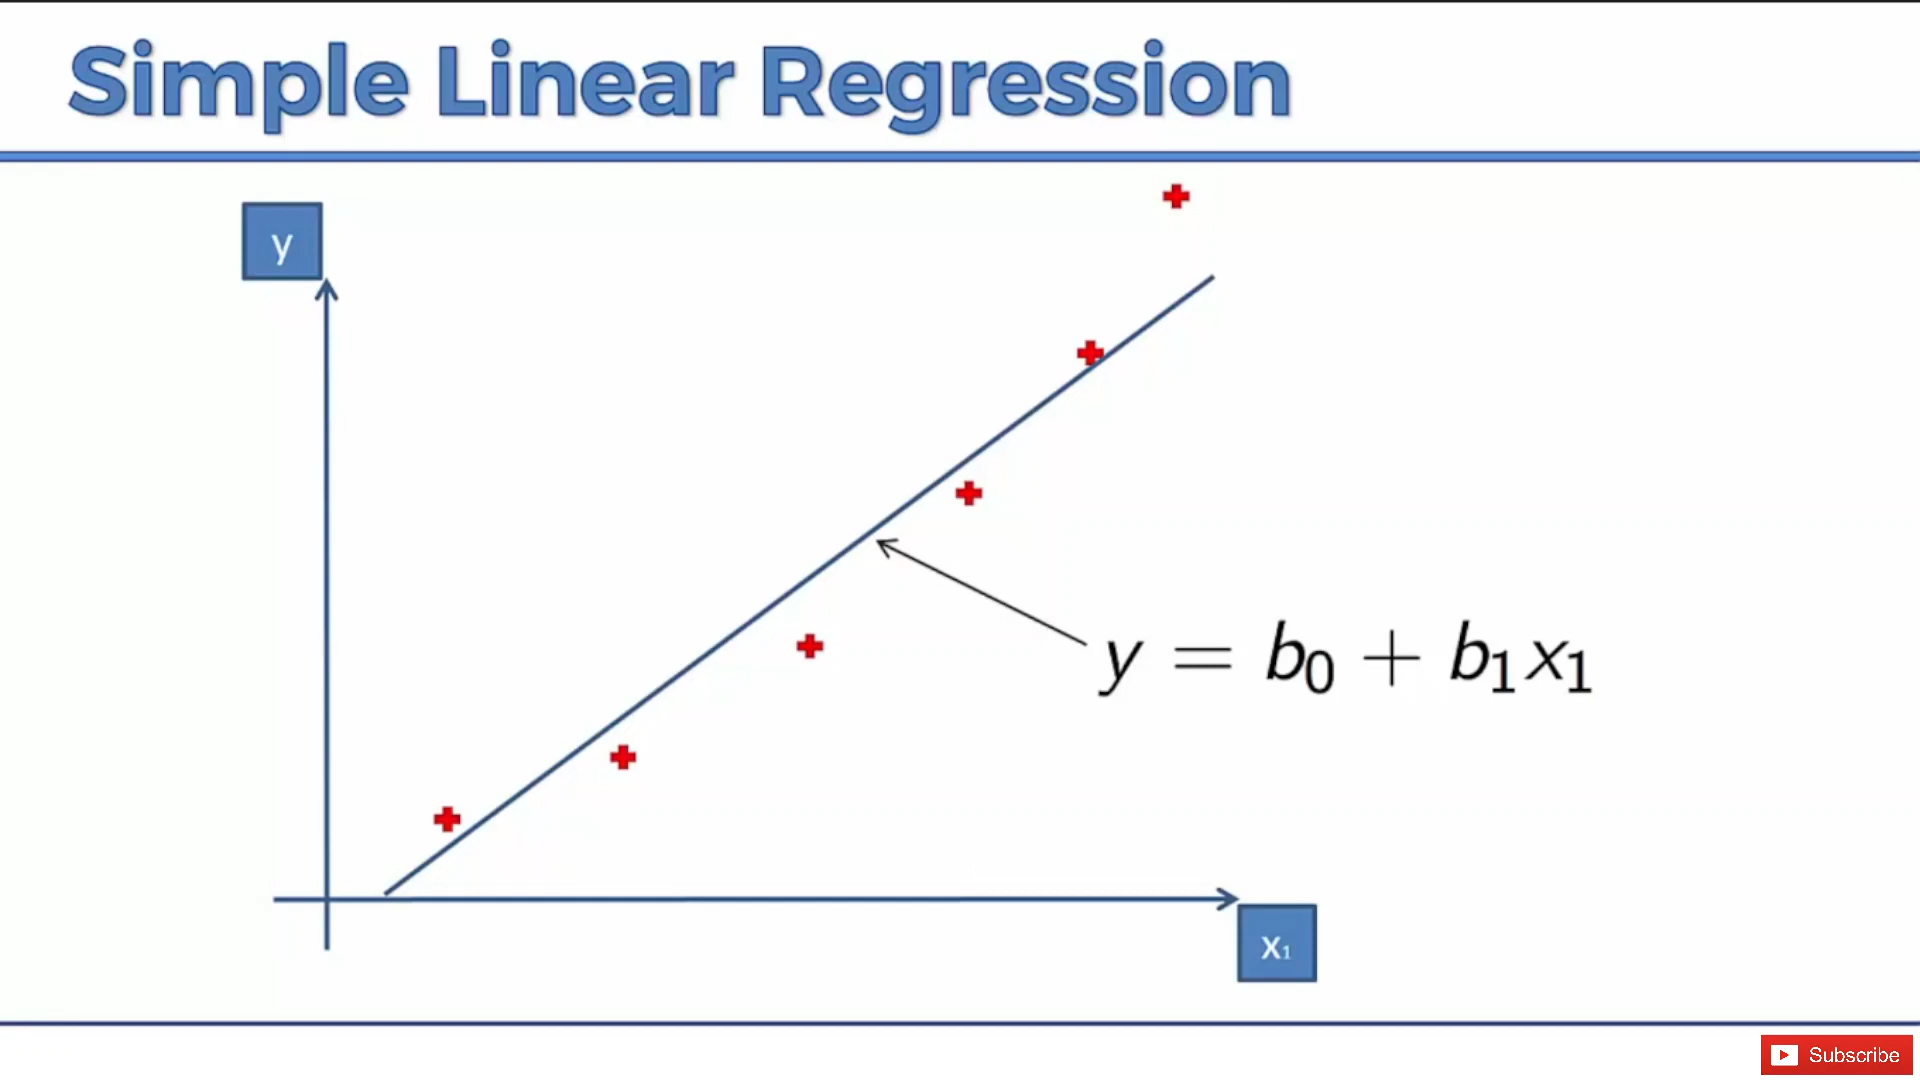 Simple Linear Regression
y
y = b₀ + b₁x₁
x₁
Subscribe